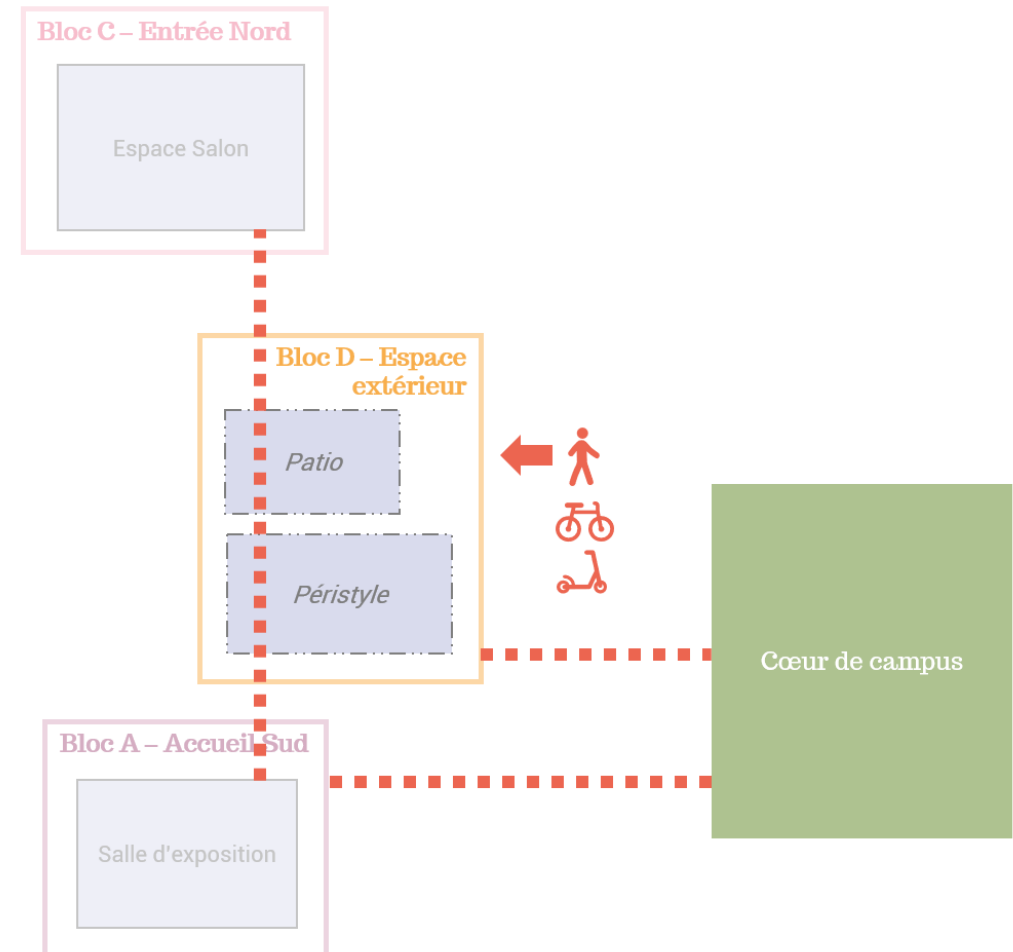 Bloc C – Entrée Nord
Espace Salon
Bloc D – Espace
extérieur
Patio
Péristyle
Cœur de campus
Bloc A – Accueil Sud
Salle d'exposition